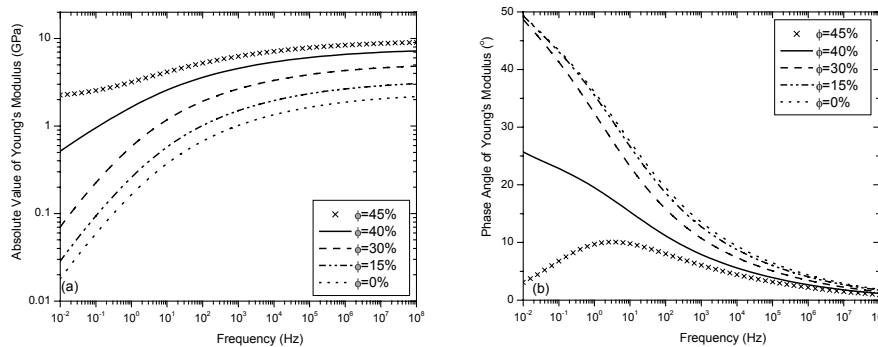 Absolute Value of Young's Modulus (GPa)
10
1
0.1
0.01
(a)
ϕ=45%
ϕ=40%
ϕ=30%
ϕ=15%
ϕ=0%
10⁻² 10⁻¹ 10⁰ 10¹ 10² 10³ 10⁴ 10⁵ 10⁶ 10⁷ 10⁸
Frequency (Hz)
Phase Angle of Young's Modulus (°)
50
40
30
20
10
0
(b)
ϕ=45%
ϕ=40%
ϕ=30%
ϕ=15%
ϕ=0%
10⁻² 10⁻¹ 10⁰ 10¹ 10² 10³ 10⁴ 10⁵ 10⁶ 10⁷ 10⁸
Frequency (Hz)